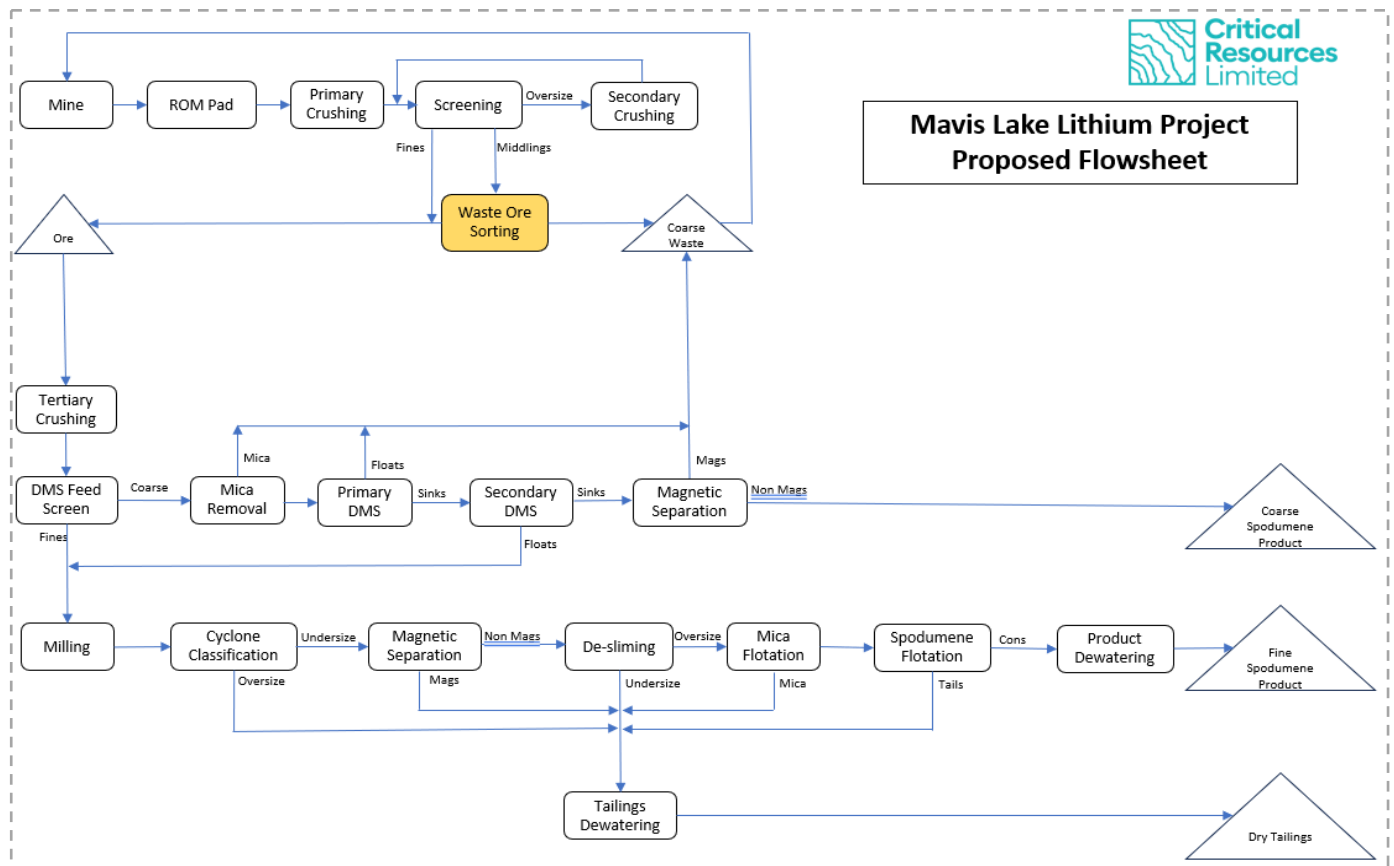 Critical
Resources
Limited
Mavis Lake Lithium Project
Proposed Flowsheet
Mine
ROM Pad
Primary
Crushing
Screening
Oversize
Secondary
Crushing
Fines
Middlings
Waste Ore
Sorting
Ore
Coarse
Waste
Tertiary
Crushing
Mica
Floats
Mags
DMS Feed
Screen
Coarse
Mica
Removal
Primary
DMS
Sinks
Secondary
DMS
Sinks
Magnetic
Separation
Non Mags
Coarse
Spodumene
Product
Fines
Floats
Milling
Cyclone
Classification
Undersize
Magnetic
Separation
Non Mags
De-sliming
Oversize
Mica
Flotation
Spodumene
Flotation
Cons
Product
Dewatering
Fine
Spodumene
Product
Oversize
Mags
Undersize
Mica
Tails
Tailings
Dewatering
Dry Tailings